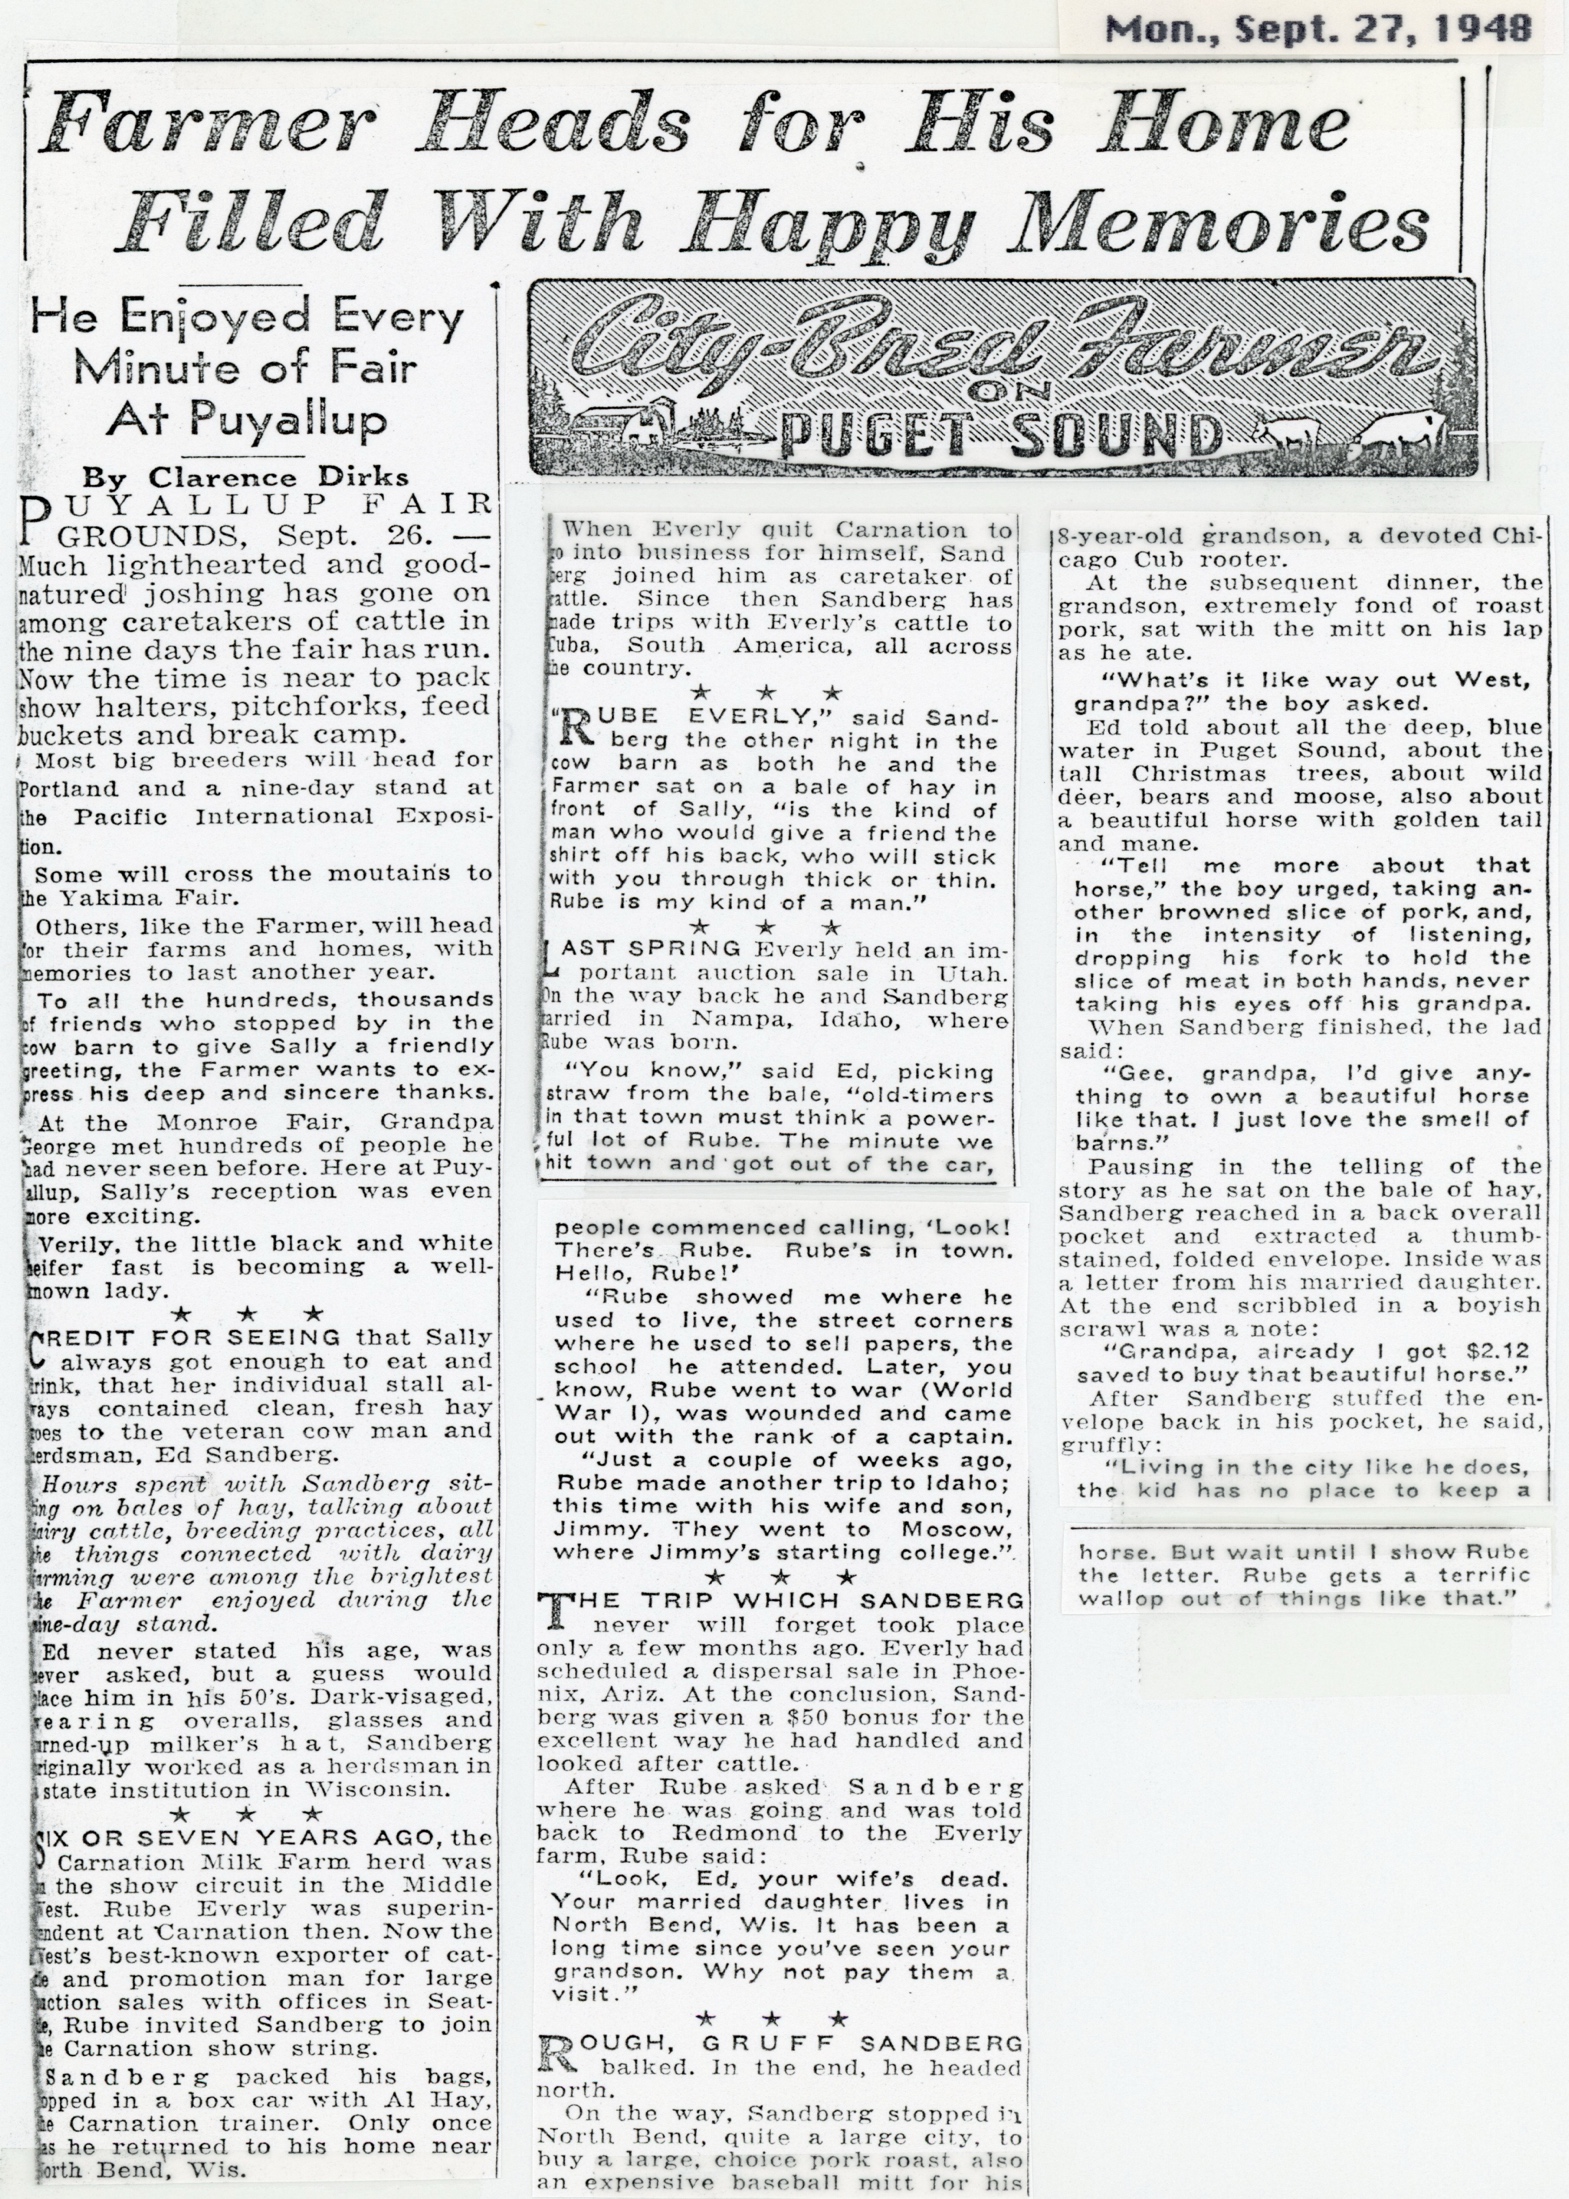 Mon., Sept. 27, 1948
Farmer Heads for His Home
Filled With Happy Memories
He Enjoyed Every
Minute of Fair
At Puyallup
By Clarence Dirks
City-Bred Farmer
ON
PUGET SOUND
PUYALLUP FAIR
GROUNDS, Sept. 26. —
Much lighthearted and good-
natured joshing has gone on
among caretakers of cattle in
the nine days the fair has run.
Now the time is near to pack
show halters, pitchforks, feed
buckets and break camp.
Most big breeders will head for
Portland and a nine-day stand at
the Pacific International Exposi-
tion.
Some will cross the moutains to
the Yakima Fair.
Others, like the Farmer, will head
for their farms and homes, with
memories to last another year.
To all the hundreds, thousands
of friends who stopped by in the
cow barn to give Sally a friendly
greeting, the Farmer wants to ex-
press his deep and sincere thanks.
At the Monroe Fair, Grandpa
George met hundreds of people he
had never seen before. Here at Puy-
allup, Sally's reception was even
more exciting.
Verily, the little black and white
heifer fast is becoming a well-
known lady.
★ ★ ★
CREDIT FOR SEEING that Sally
always got enough to eat and
drink, that her individual stall al-
ways contained clean, fresh hay
goes to the veteran cow man and
herdsman, Ed Sandberg.
Hours spent with Sandberg sit-
ting on bales of hay, talking about
dairy cattle, breeding practices, all
the things connected with dairy
farming were among the brightest
the Farmer enjoyed during the
nine-day stand.
Ed never stated his age, was
never asked, but a guess would
place him in his 50's. Dark-visaged,
wearing overalls, glasses and
turned-up milker's hat, Sandberg
originally worked as a herdsman in
a state institution in Wisconsin.
★ ★ ★
SIX OR SEVEN YEARS AGO, the
Carnation Milk Farm herd was
on the show circuit in the Middle
West. Rube Everly was superin-
tendent at Carnation then. Now the
West's best-known exporter of cat-
tle and promotion man for large
auction sales with offices in Seat-
tle, Rube invited Sandberg to join
the Carnation show string.
Sandberg packed his bags,
hopped in a box car with Al Hay,
the Carnation trainer. Only once
has he returned to his home near
North Bend, Wis.
When Everly quit Carnation to
go into business for himself, Sand
berg joined him as caretaker of
cattle. Since then Sandberg has
made trips with Everly's cattle to
Cuba, South America, all across
the country.
★ ★ ★
"RUBE EVERLY," said Sand-
berg the other night in the
cow barn as both he and the
Farmer sat on a bale of hay in
front of Sally, "is the kind of
man who would give a friend the
shirt off his back, who will stick
with you through thick or thin.
Rube is my kind of a man."
★ ★ ★
LAST SPRING Everly held an im-
portant auction sale in Utah.
On the way back he and Sandberg
tarried in Nampa, Idaho, where
Rube was born.
"You know," said Ed, picking
straw from the bale, "old-timers
in that town must think a power-
ful lot of Rube. The minute we
hit town and got out of the car,
people commenced calling, 'Look!
There's Rube. Rube's in town.
Hello, Rube!'
"Rube showed me where he
used to live, the street corners
where he used to sell papers, the
school he attended. Later, you
know, Rube went to war (World
War I), was wounded and came
out with the rank of a captain.
"Just a couple of weeks ago,
Rube made another trip to Idaho;
this time with his wife and son,
Jimmy. They went to Moscow,
where Jimmy's starting college."
★ ★ ★
THE TRIP WHICH SANDBERG
never will forget took place
only a few months ago. Everly had
scheduled a dispersal sale in Phoe-
nix, Ariz. At the conclusion, Sand-
berg was given a $50 bonus for the
excellent way he had handled and
looked after cattle.
After Rube asked Sandberg
where he was going and was told
back to Redmond to the Everly
farm, Rube said:
"Look, Ed, your wife's dead.
Your married daughter lives in
North Bend, Wis. It has been a
long time since you've seen your
grandson. Why not pay them a
visit."
★ ★ ★
ROUGH, GRUFF SANDBERG
balked. In the end, he headed
north.
On the way, Sandberg stopped in
North Bend, quite a large city, to
buy a large, choice pork roast, also
an expensive baseball mitt for his
8-year-old grandson, a devoted Chi-
cago Cub rooter.
At the subsequent dinner, the
grandson, extremely fond of roast
pork, sat with the mitt on his lap
as he ate.
"What's it like way out West,
grandpa?" the boy asked.
Ed told about all the deep, blue
water in Puget Sound, about the
tall Christmas trees, about wild
deer, bears and moose, also about
a beautiful horse with golden tail
and mane.
"Tell me more about that
horse," the boy urged, taking an-
other browned slice of pork, and,
in the intensity of listening,
dropping his fork to hold the
slice of meat in both hands, never
taking his eyes off his grandpa.
When Sandberg finished, the lad
said:
"Gee, grandpa, I'd give any-
thing to own a beautiful horse
like that. I just love the smell of
barns."
Pausing in the telling of the
story as he sat on the bale of hay,
Sandberg reached in a back overall
pocket and extracted a thumb-
stained, folded envelope. Inside was
a letter from his married daughter.
At the end scribbled in a boyish
scrawl was a note:
"Grandpa, already I got $2.12
saved to buy that beautiful horse."
After Sandberg stuffed the en-
velope back in his pocket, he said,
gruffly:
"Living in the city like he does,
the kid has no place to keep a
horse. But wait until I show Rube
the letter. Rube gets a terrific
wallop out of things like that."